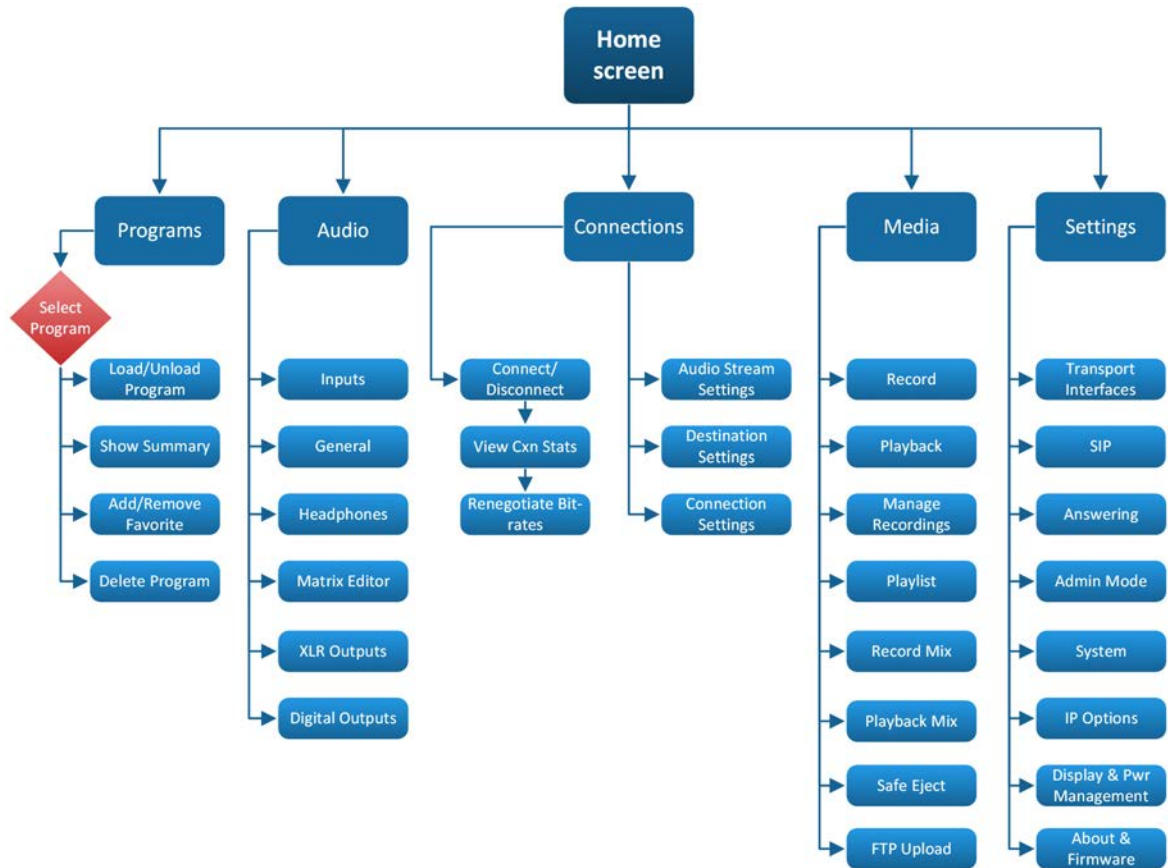 Home
screen
Programs
Audio
Connections
Media
Settings
Select
Program
Load/Unload
Program
Show Summary
Add/Remove
Favorite
Delete Program
Inputs
General
Headphones
Matrix Editor
XLR Outputs
Digital Outputs
Connect/
Disconnect
View Cxn Stats
Renegotiate Bit-
rates
Audio Stream
Settings
Destination
Settings
Connection
Settings
Record
Playback
Manage
Recordings
Playlist
Record Mix
Playback Mix
Safe Eject
FTP Upload
Transport
Interfaces
SIP
Answering
Admin Mode
System
IP Options
Display & Pwr
Management
About &
Firmware